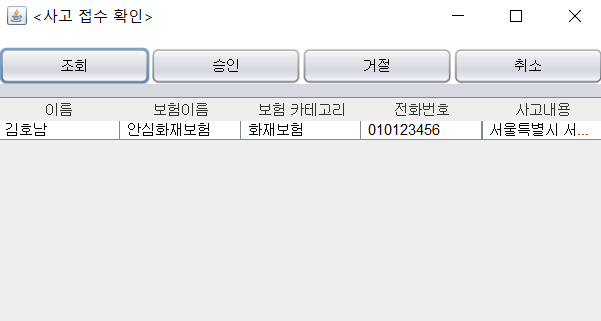 <사고 접수 확인>
조회 승인 거절 취소
이름 보험이름 보험 카테고리 전화번호 사고내용
김호남 안심화재보험 화재보험 010123456 서울특별시 서...